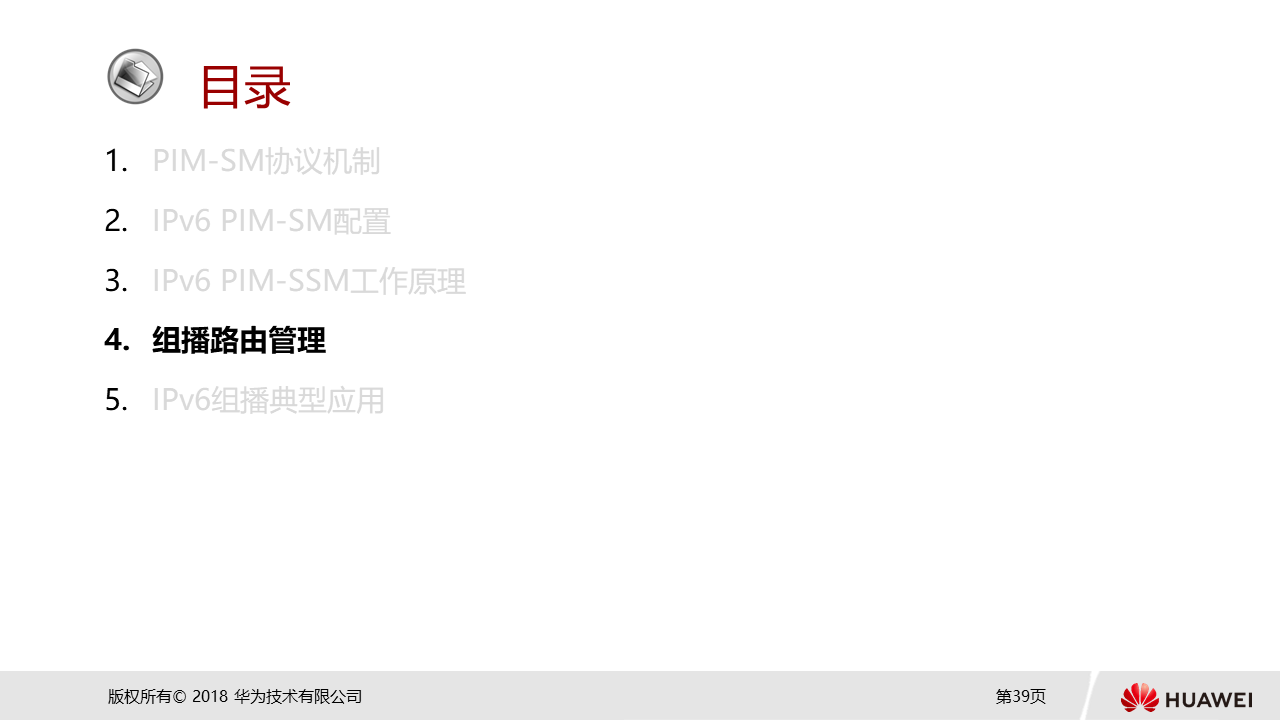 目录
1. PIM-SM协议机制
2. IPv6 PIM-SM配置
3. IPv6 PIM-SSM工作原理
4. 组播路由管理
5. IPv6组播典型应用
版权所有© 2018 华为技术有限公司
第39页
HUAWEI